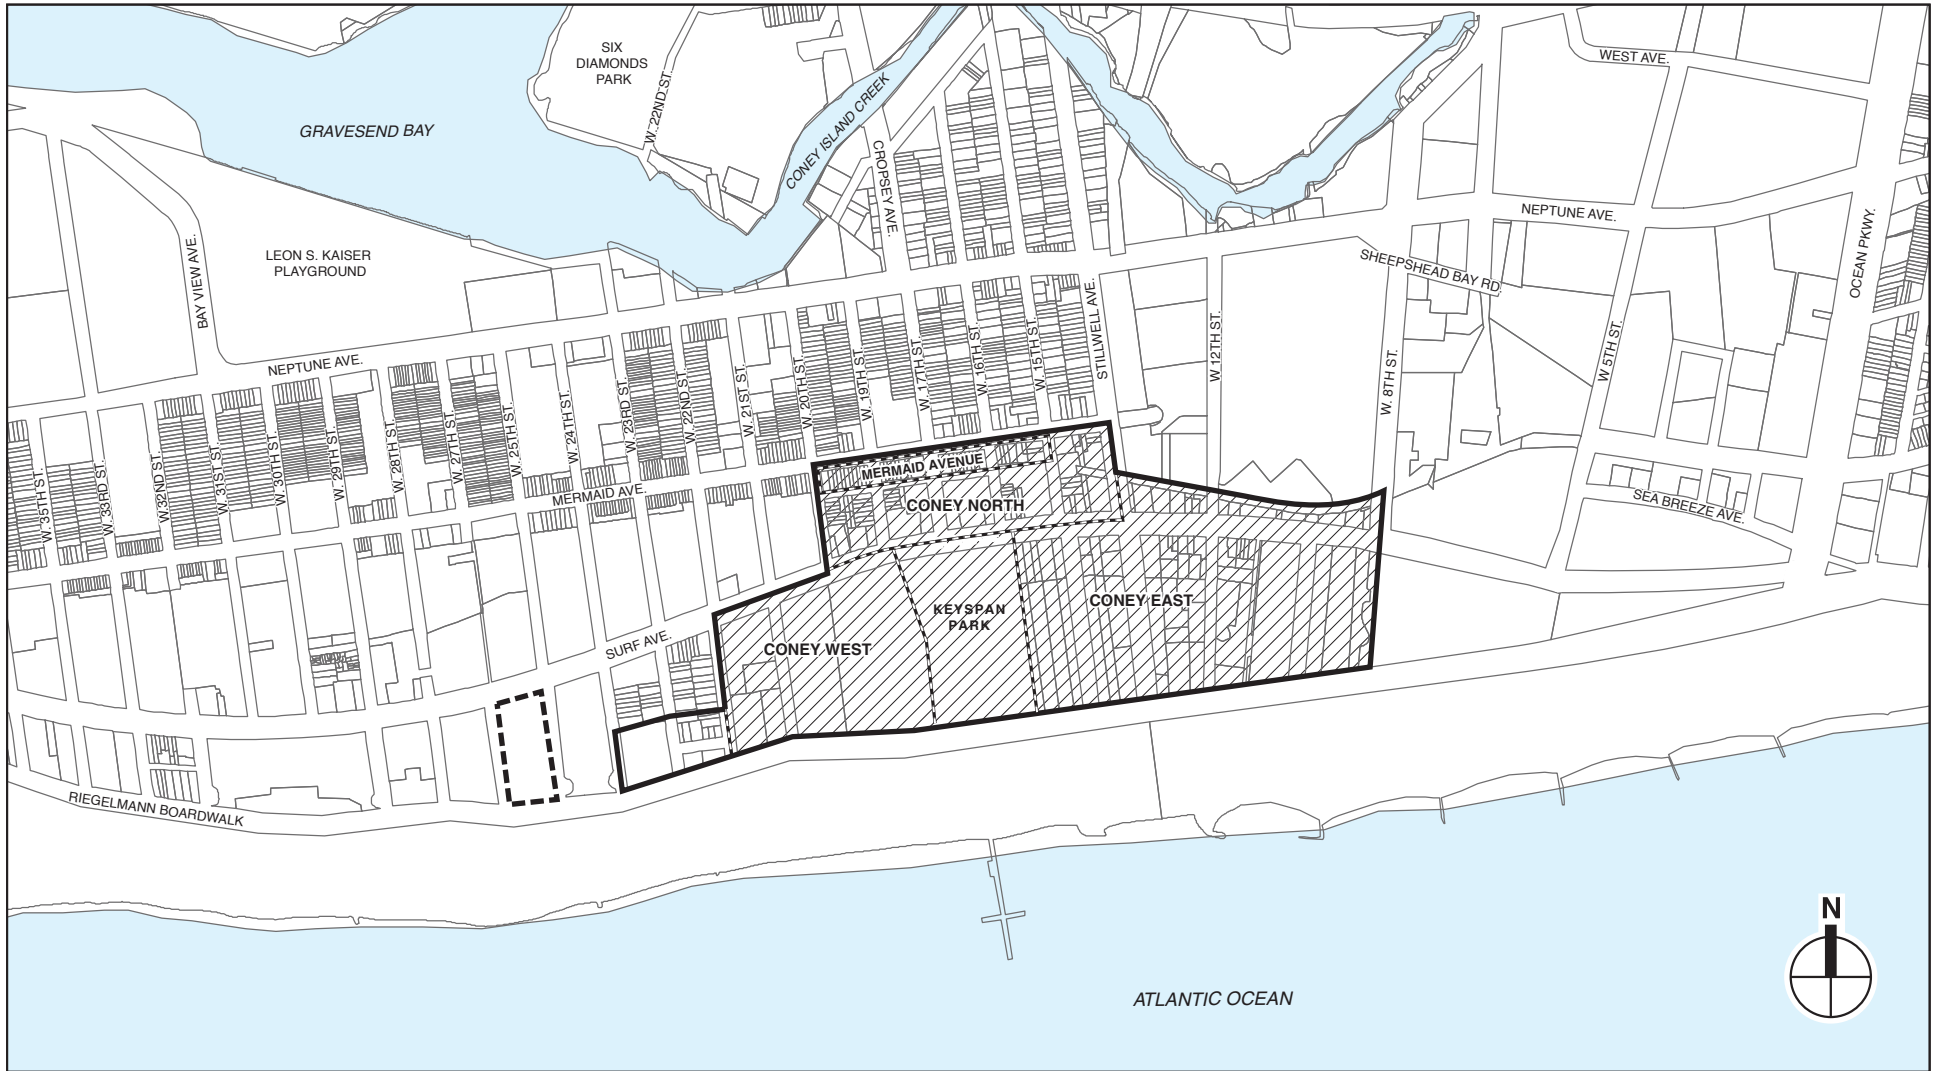 SIX
DIAMONDS
PARK
W. 22ND ST.
WEST AVE.
GRAVESEND BAY
CONEY ISLAND CREEK
CROPSEY AVE.
NEPTUNE AVE.
OCEAN PKWY.
LEON S. KAISER
PLAYGROUND
BAY VIEW AVE.
SHEEPSHEAD BAY RD.
NEPTUNE AVE.
W. 35TH ST.
W. 33RD ST.
W. 32ND ST.
W. 31ST ST.
W. 30TH ST.
W. 29TH ST.
W. 28TH ST.
W. 27TH ST.
W. 25TH ST.
W. 24TH ST.
W. 23RD ST.
W. 22ND ST.
W. 21ST ST.
W. 20TH ST.
W. 19TH ST.
W. 17TH ST.
W. 16TH ST.
W. 15TH ST.
STILLWELL AVE.
W. 12TH ST.
W. 8TH ST.
W. 5TH ST.
MERMAID AVENUE
MERMAID AVE.
CONEY NORTH
SEA BREEZE AVE.
CONEY EAST
KEYSPAN
PARK
SURF AVE.
CONEY WEST
RIEGELMANN BOARDWALK
N
ATLANTIC OCEAN